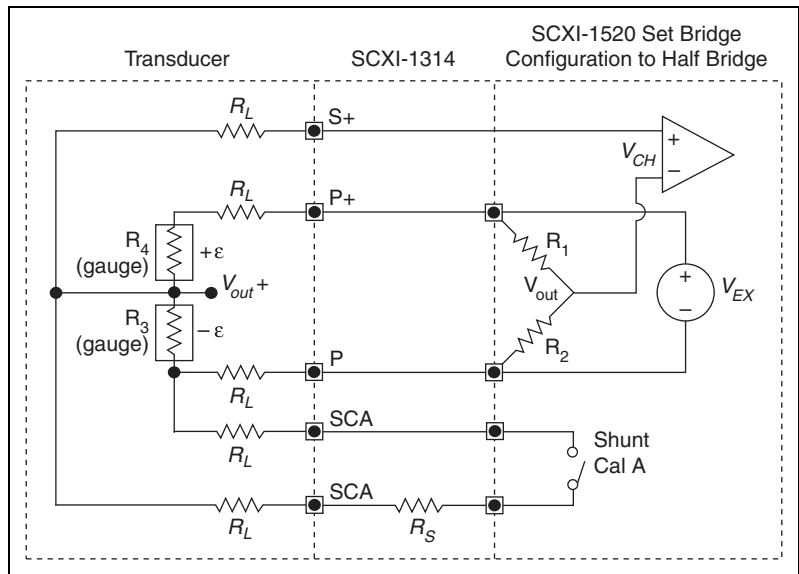 Transducer
SCXI-1314
SCXI-1520 Set Bridge
Configuration to Half Bridge
R_L
S+
V_CH
+
–
R_L
P+
R_4
(gauge)
+ε
R_1
V_out+
V_out
+
–
V_EX
R_3
(gauge)
–ε
R_2
P
R_L
SCA
R_L
Shunt
Cal A
SCA
R_L
R_S